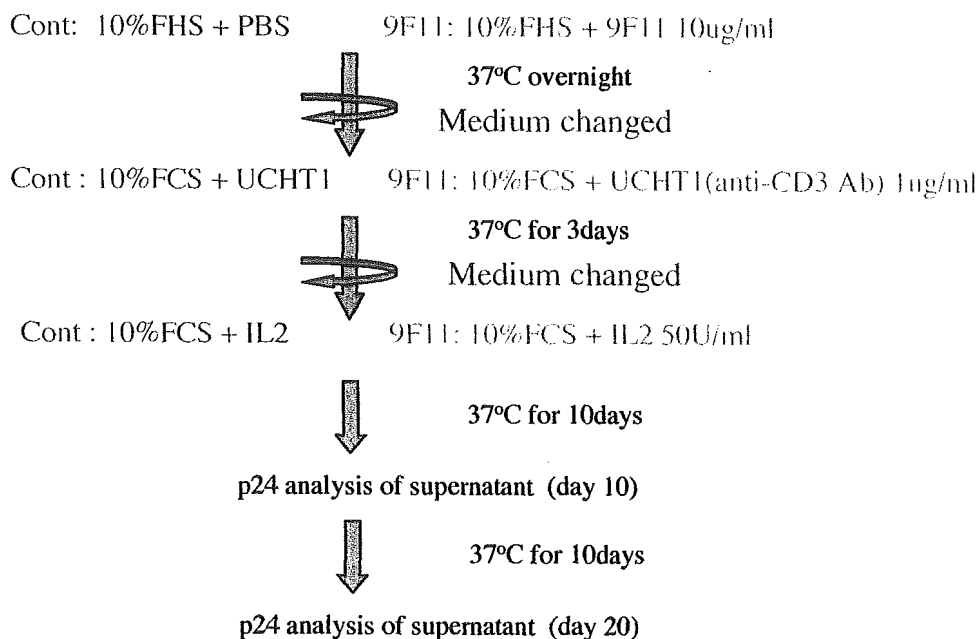 Cont: 10%FHS + PBS 9F11: 10%FHS + 9F11 10ug/ml
37°C overnight
Medium changed
Cont : 10%FCS + UCHT1 9F11: 10%FCS + UCHT1(anti-CD3 Ab) 1ug/ml
37°C for 3days
Medium changed
Cont : 10%FCS + IL2 9F11: 10%FCS + IL2 50U/ml
37°C for 10days
p24 analysis of supernatant (day 10)
37°C for 10days
p24 analysis of supernatant (day 20)